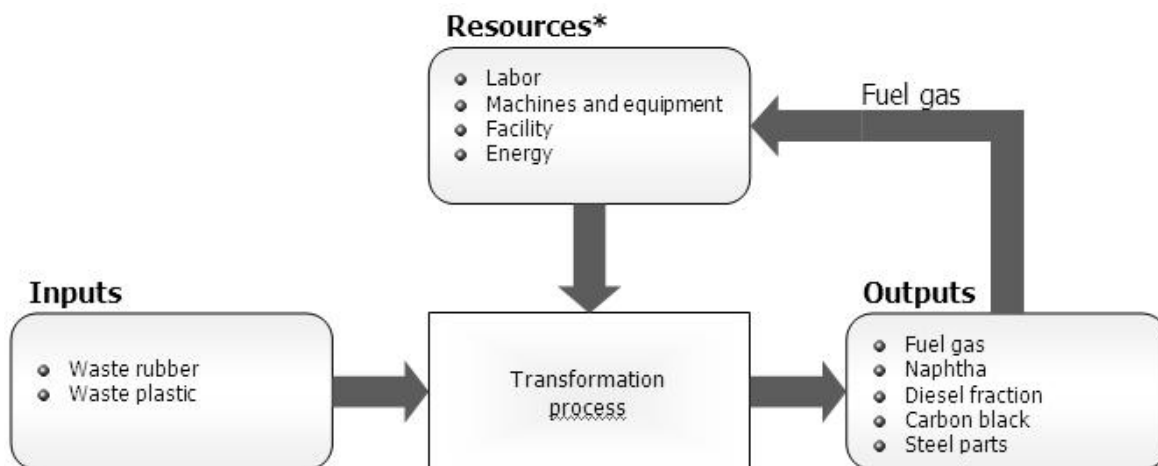 Resources*
Labor
Machines and equipment
Facility
Energy
Fuel gas
Inputs
Waste rubber
Waste plastic
Transformation
process
Outputs
Fuel gas
Naphtha
Diesel fraction
Carbon black
Steel parts